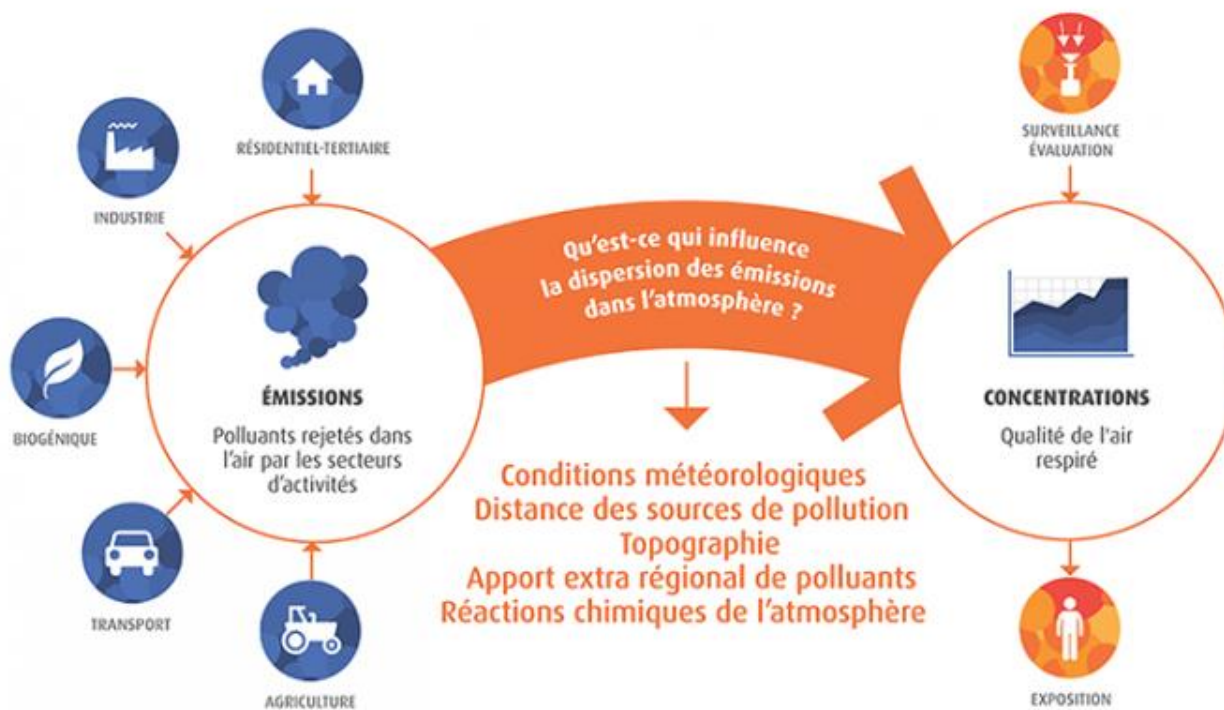 RÉSIDENTIEL-TERTIAIRE
INDUSTRIE
BIOGÉNIQUE
TRANSPORT
AGRICULTURE
ÉMISSIONS
Polluants rejetés dans
l'air par les secteurs
d'activités
Qu'est-ce qui influence
la dispersion des émissions
dans l'atmosphère ?
Conditions météorologiques
Distance des sources de pollution
Topographie
Apport extra régional de polluants
Réactions chimiques de l'atmosphère
SURVEILLANCE
ÉVALUATION
CONCENTRATIONS
Qualité de l'air
respiré
EXPOSITION